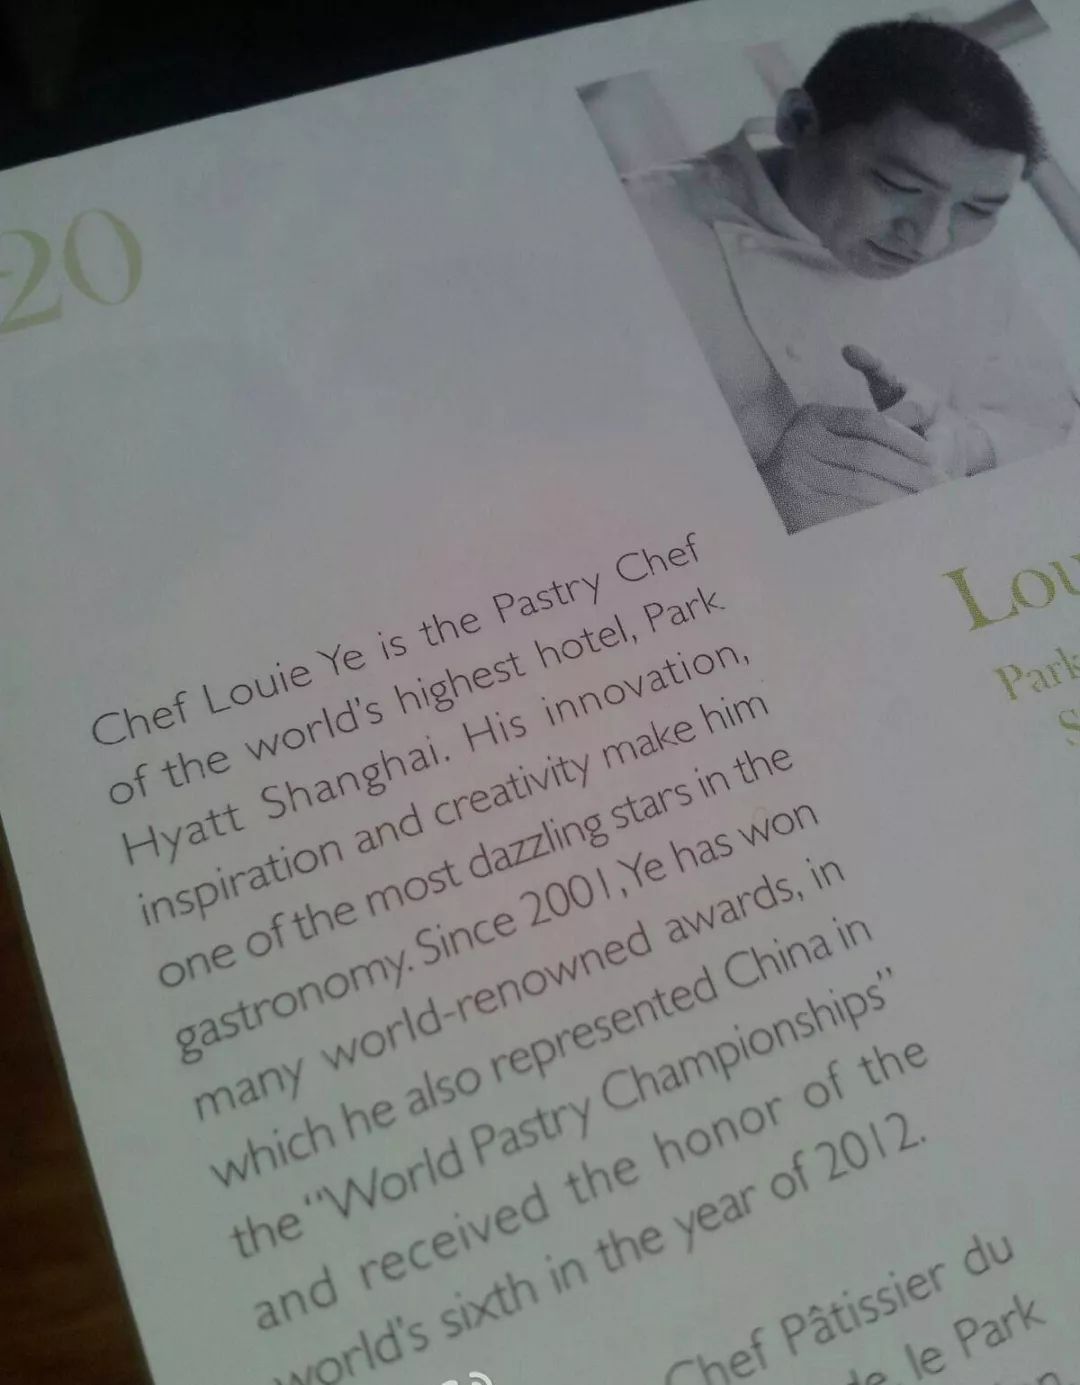 20
Chef Louie Ye is the Pastry Chef
of the world's highest hotel, Park
Hyatt Shanghai. His innovation,
inspiration and creativity make him
one of the most dazzling stars in the
gastronomy. Since 2001, Ye has won
many world-renowned awards, in
which he also represented China in
the "World Pastry Championships"
and received the honor of the
world's sixth in the year of 2012.
Lou
Park
S
Chef Pâtissier du
de le Park